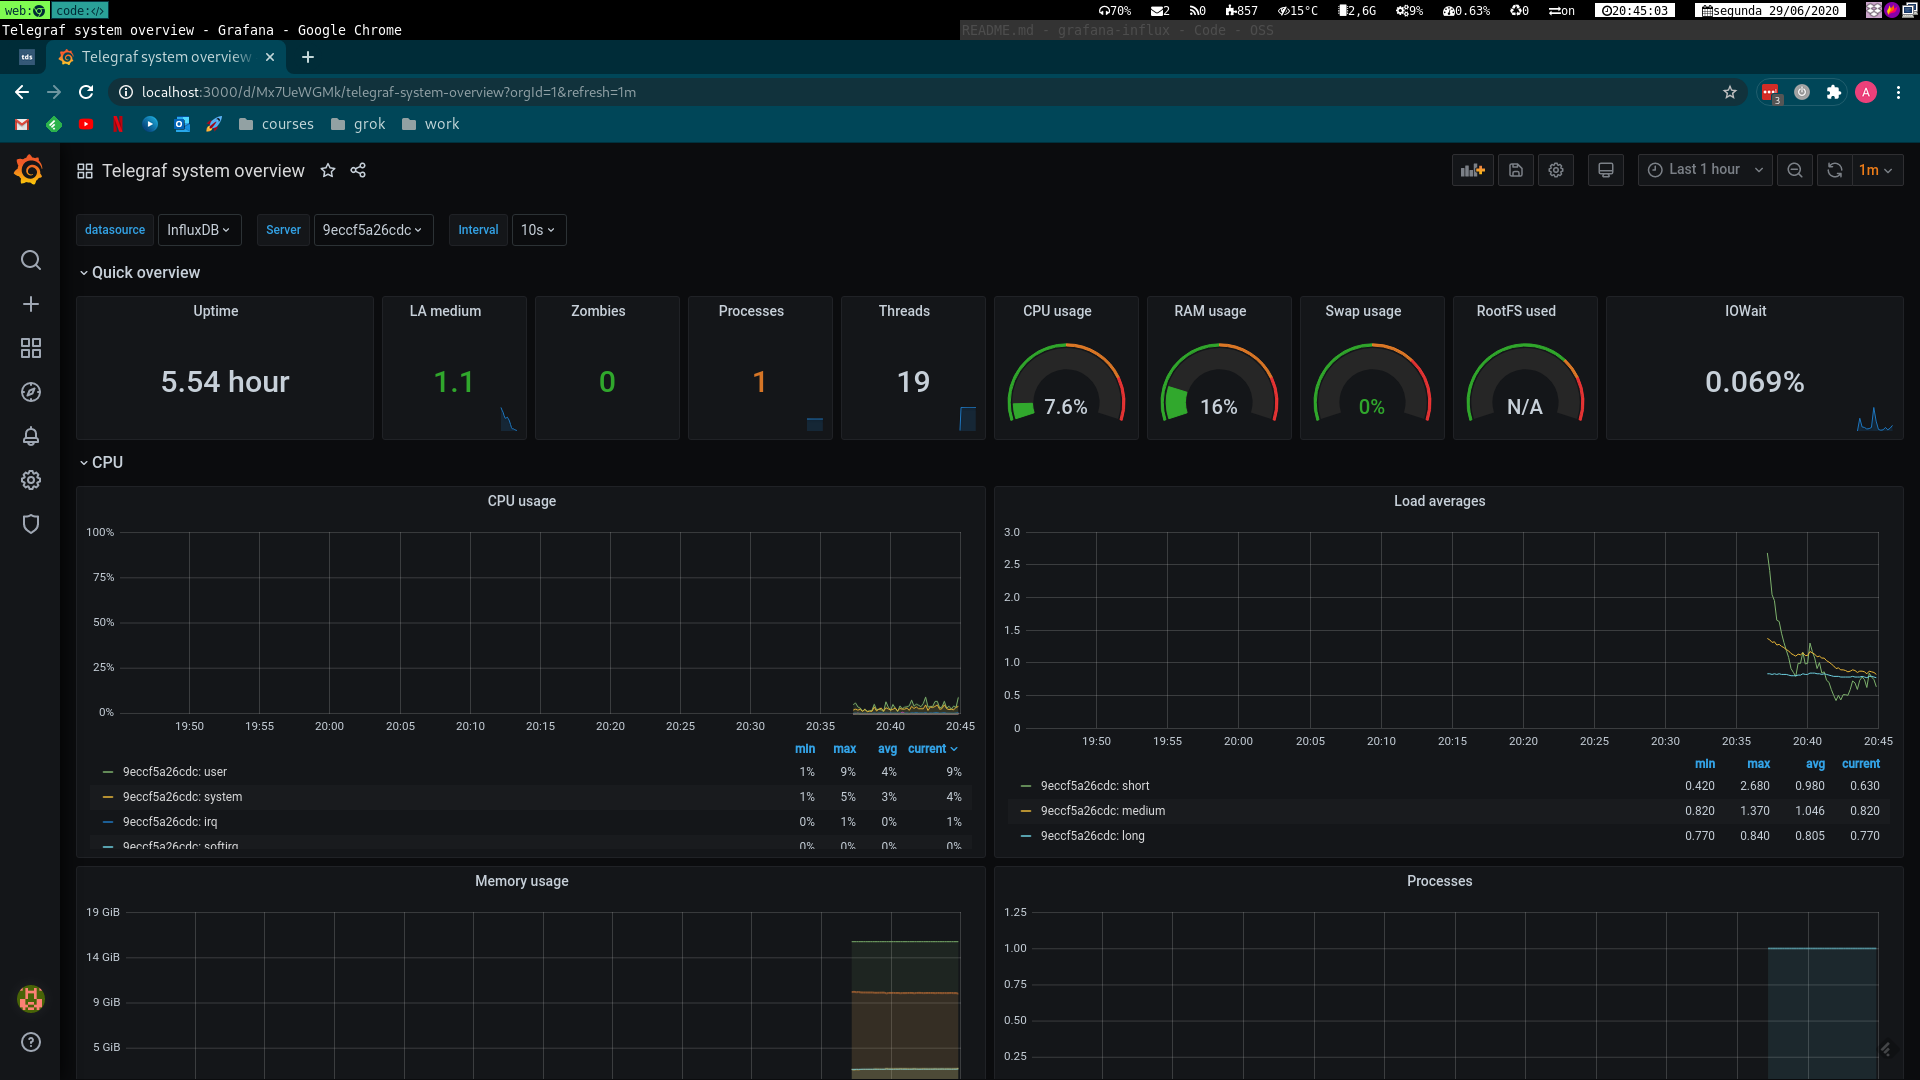 web: code:</> 70% 2 0 857 15°C 2,6G 9% 0.63% 0 on 20:45:03 segunda 29/06/2020
Telegraf system overview - Grafana - Google Chrome README.md - grafana-influx - Code - OSS
tds Telegraf system overview
localhost:3000/d/Mx7UeWGMk/telegraf-system-overview?orgId=1&refresh=1m 3 A
courses grok work
Telegraf system overview Last 1 hour 1m
datasource InfluxDB Server 9eccf5a26cdc Interval 10s
Quick overview
Uptime LA medium Zombies Processes Threads CPU usage RAM usage Swap usage RootFS used IOWait
5.54 hour 1.1 0 1 19 7.6% 16% 0% N/A 0.069%
CPU
CPU usage
100%
75%
50%
25%
0%
19:50 19:55 20:00 20:05 20:10 20:15 20:20 20:25 20:30 20:35 20:40 20:45
min max avg current
9eccf5a26cdc: user 1% 9% 4% 9%
9eccf5a26cdc: system 1% 5% 3% 4%
9eccf5a26cdc: irq 0% 1% 0% 1%
9eccf5a26cdc: softirq 0% 0% 0% 0%
Load averages
3.0
2.5
2.0
1.5
1.0
0.5
0
19:50 19:55 20:00 20:05 20:10 20:15 20:20 20:25 20:30 20:35 20:40 20:45
min max avg current
9eccf5a26cdc: short 0.420 2.680 0.980 0.630
9eccf5a26cdc: medium 0.820 1.370 1.046 0.820
9eccf5a26cdc: long 0.770 0.840 0.805 0.770
Memory usage
19 GiB
14 GiB
9 GiB
5 GiB
Processes
1.25
1.00
0.75
0.50
0.25